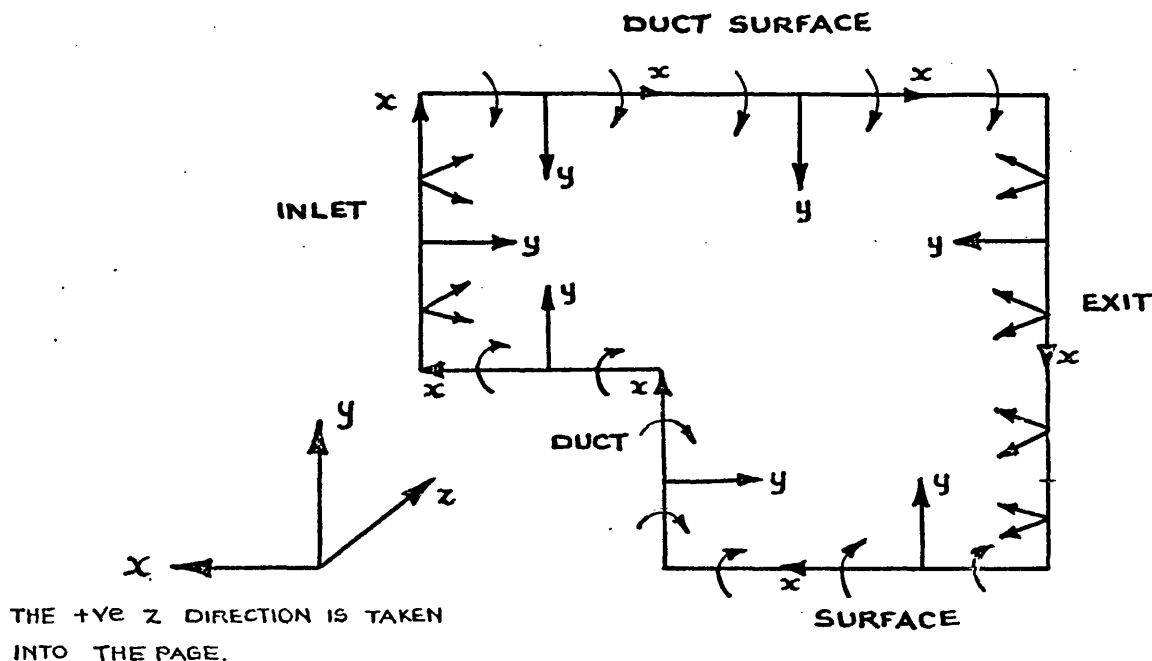 DUCT SURFACE
x
x
x
y
y
INLET
y
y
y
EXIT
x
x
x
DUCT
y
y
x
SURFACE
y
z
x
THE +ve Z DIRECTION IS TAKEN
INTO THE PAGE.